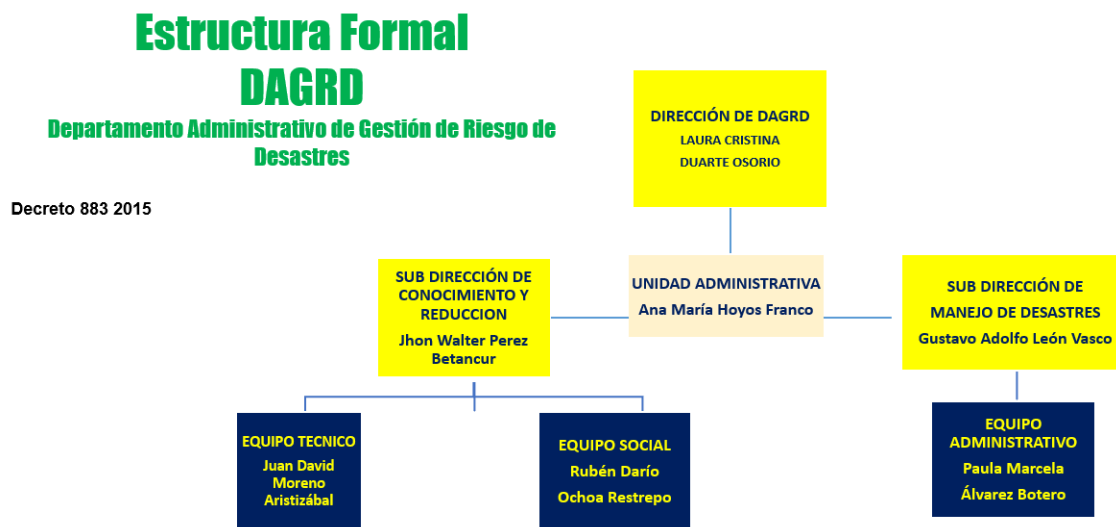 Estructura Formal
DAGRD
Departamento Administrativo de Gestión de Riesgo de
Desastres
Decreto 883 2015
DIRECCIÓN DE DAGRD
LAURA CRISTINA
DUARTE OSORIO
SUB DIRECCIÓN DE
CONOCIMIENTO Y
REDUCCION
Jhon Walter Perez
Betancur
UNIDAD ADMINISTRATIVA
Ana María Hoyos Franco
SUB DIRECCIÓN DE
MANEJO DE DESASTRES
Gustavo Adolfo León Vasco
EQUIPO TECNICO
Juan David
Moreno
Aristizábal
EQUIPO SOCIAL
Rubén Darío
Ochoa Restrepo
EQUIPO
ADMINISTRATIVO
Paula Marcela
Álvarez Botero